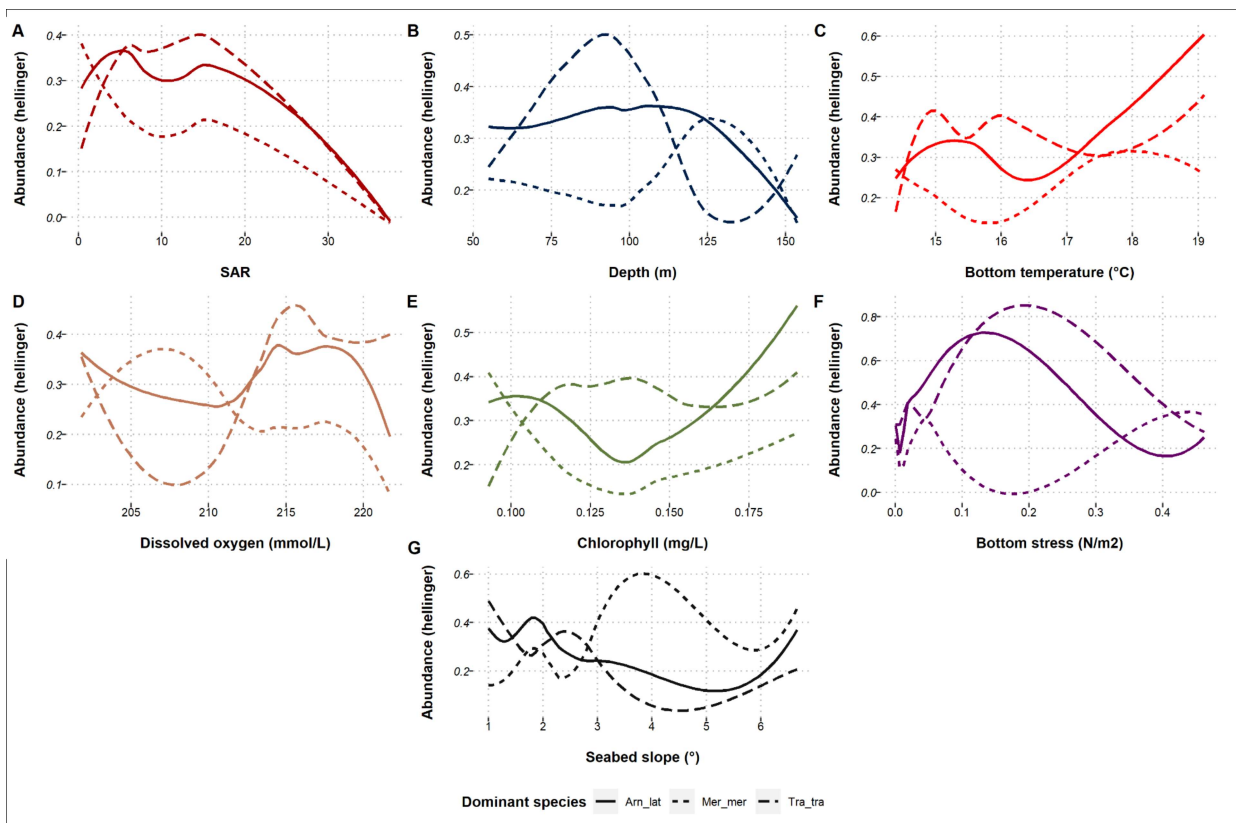 A
Abundance (hellinger)
0.4
0.3
0.2
0.1
0.0
0
10
20
30
SAR
B
Abundance (hellinger)
0.5
0.4
0.3
0.2
50
75
100
125
150
Depth (m)
C
Abundance (hellinger)
0.6
0.5
0.4
0.3
0.2
15
16
17
18
19
Bottom temperature (°C)
D
Abundance (hellinger)
0.4
0.3
0.2
0.1
205
210
215
220
Dissolved oxygen (mmol/L)
E
Abundance (hellinger)
0.5
0.4
0.3
0.2
0.100
0.125
0.150
0.175
Chlorophyll (mg/L)
F
Abundance (hellinger)
0.8
0.6
0.4
0.2
0.0
0.0
0.1
0.2
0.3
0.4
Bottom stress (N/m2)
G
Abundance (hellinger)
0.6
0.4
0.2
1
2
3
4
5
6
Seabed slope (°)
Dominant species Arn_lat Mer_mer Tra_tra